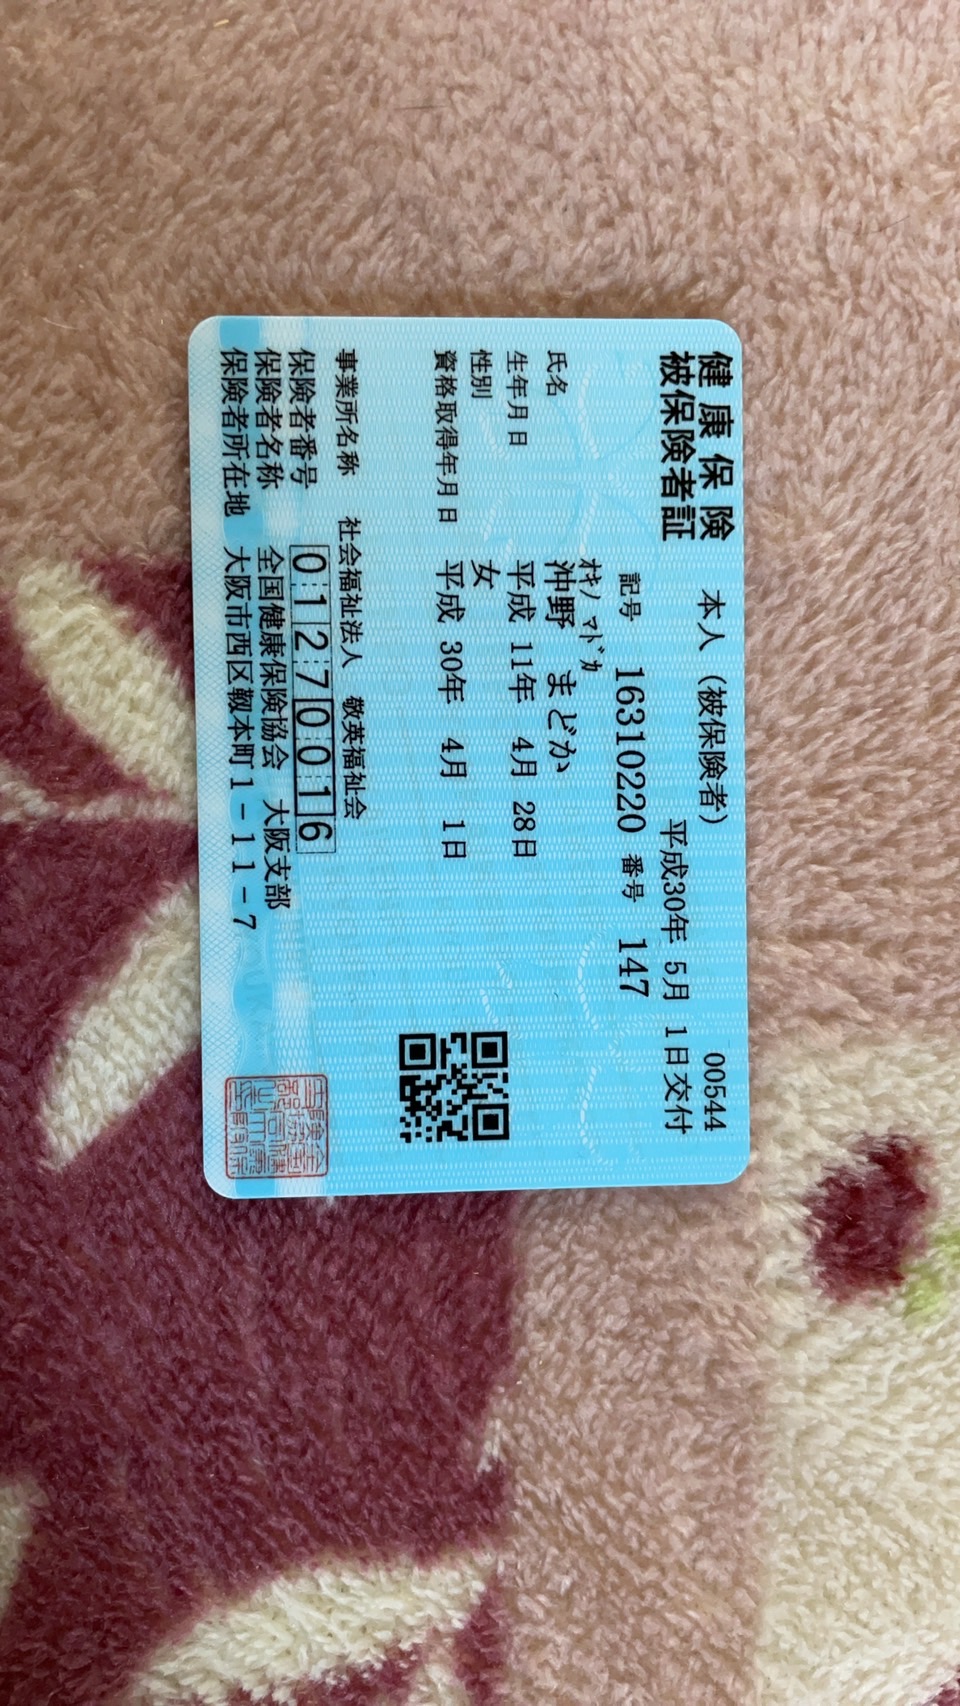 健康保険
被保険者証
本人（被保険者）
00544
平成30年 5月 1日交付
記号 16310220 番号 147
ｵｷﾉ ﾏﾄﾞｶ
氏名 沖野 まどか
生年月日 平成 11年 4月 28日
性別 女
資格取得年月日 平成 30年 4月 1日
事業所名称 社会福祉法人 敬英福祉会
保険者番号 01270016
保険者名称 全国健康保険協会 大阪支部
保険者所在地 大阪市西区靱本町1-11-7